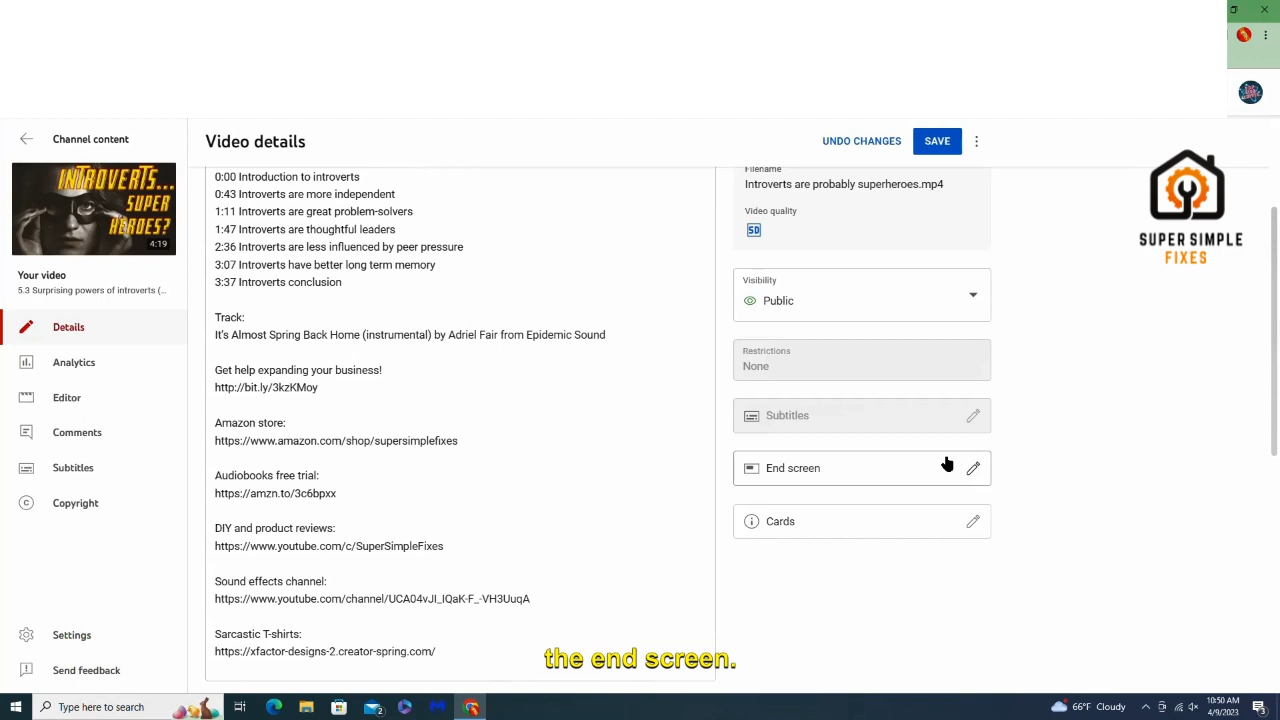 Channel content
Video details
UNDO CHANGES
SAVE
INTROVERTS...
SUPER
HEROES?
4:19
Your video
5.3 Surprising powers of introverts (...
Details
Analytics
Editor
Comments
Subtitles
Copyright
Settings
Send feedback
0:00 Introduction to introverts
0:43 Introverts are more independent
1:11 Introverts are great problem-solvers
1:47 Introverts are thoughtful leaders
2:36 Introverts are less influenced by peer pressure
3:07 Introverts have better long term memory
3:37 Introverts conclusion
Track:
It's Almost Spring Back Home (instrumental) by Adriel Fair from Epidemic Sound
Get help expanding your business!
http://bit.ly/3kzKMoy
Amazon store:
https://www.amazon.com/shop/supersimplefixes
Audiobooks free trial:
https://amzn.to/3c6bpxx
DIY and product reviews:
https://www.youtube.com/c/SuperSimpleFixes
Sound effects channel:
https://www.youtube.com/channel/UCA04vJI_IQaK-F_-VH3UuqA
Sarcastic T-shirts:
https://xfactor-designs-2.creator-spring.com/
Filename
Introverts are probably superheroes.mp4
Video quality
SD
Visibility
Public
Restrictions
None
Subtitles
End screen
Cards
SUPER SIMPLE
FIXES
the end screen.
Type here to search
66°F Cloudy
10:50 AM
4/9/2023